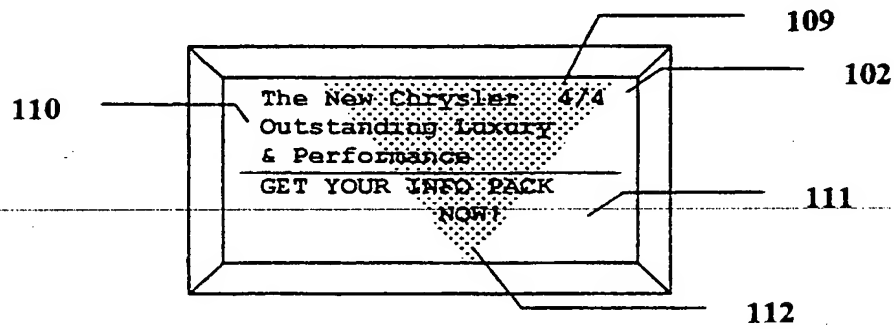 109
102
110
The New Chrysler 4/4
Outstanding Luxury
& Performance
GET YOUR INFO PACK
NOW!
111
112